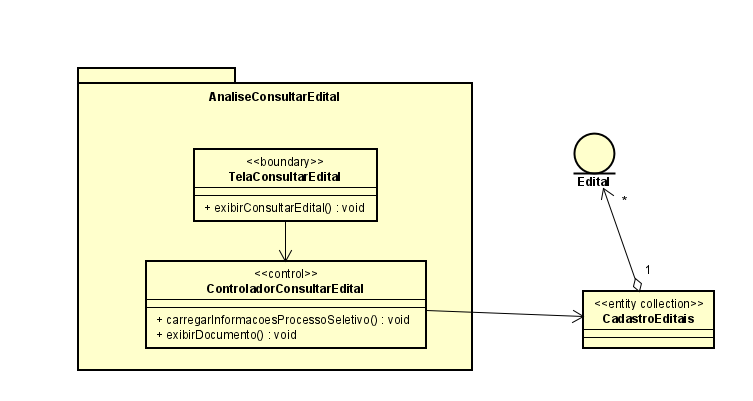 AnaliseConsultarEdital
<<boundary>>
TelaConsultarEdital
+ exibirConsultarEdital() : void
<<control>>
ControladorConsultarEdital
+ carregarInformacoesProcessoSeletivo() : void
+ exibirDocumento() : void
Edital
*
1
<<entity collection>>
CadastroEditais